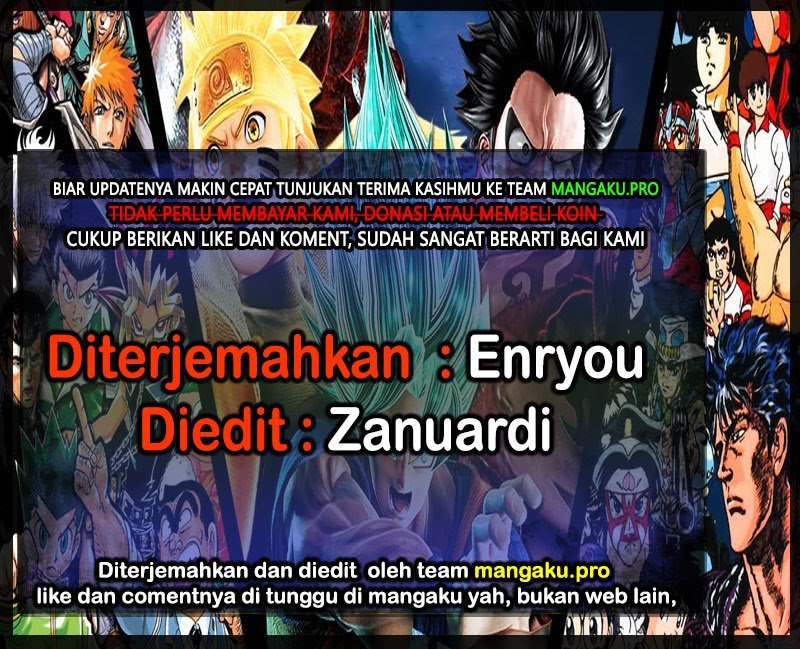 BIAR UPDATENYA MAKIN CEPAT TUNJUKAN TERIMA KASIHMU KE TEAM MANGAKU.PRO
TIDAK PERLU MEMBAYAR KAMI, DONASI ATAU MEMBELI KOIN
CUKUP BERIKAN LIKE DAN KOMENT, SUDAH SANGAT BERARTI BAGI KAMI
Diterjemahkan : Enryou
Diedit : Zanuardi
Diterjemahkan dan diedit oleh team mangaku.pro
like dan comentnya di tunggu di mangaku yah, bukan web lain,